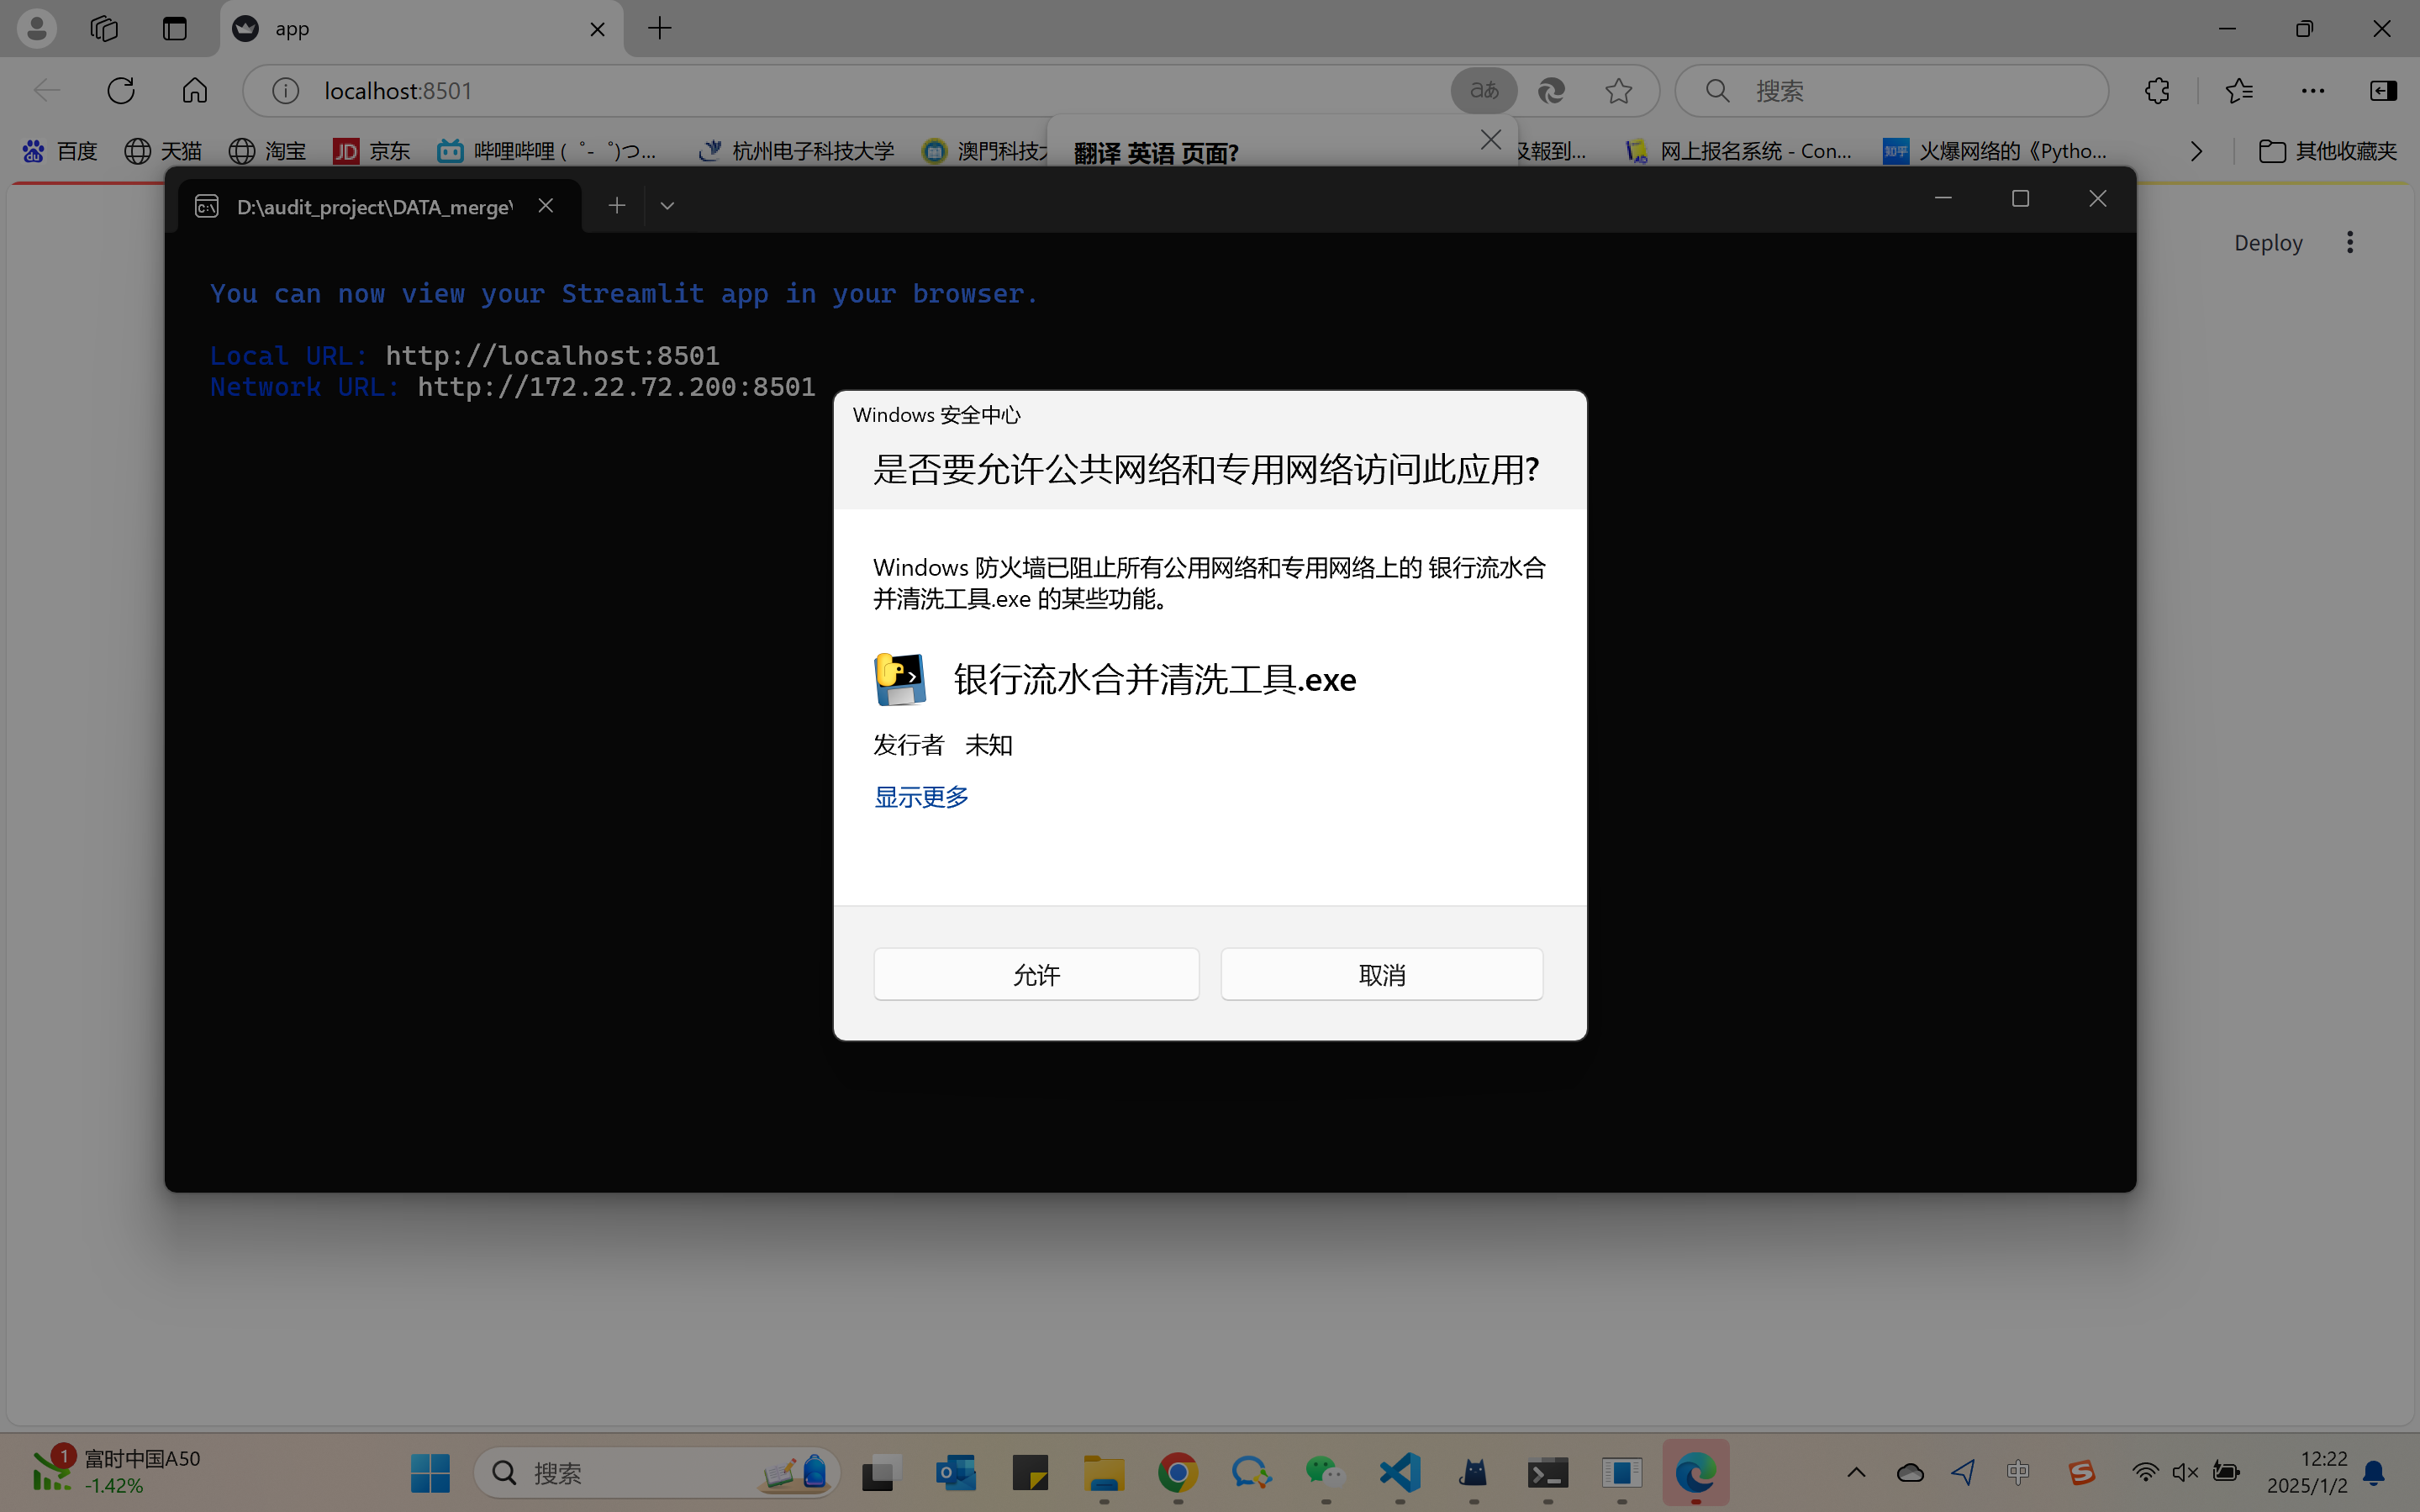 app
localhost:8501
aあ
搜索
百度
天猫
淘宝
JD 京东
哔哩哔哩 ( ゜- ゜)つ...
杭州电子科技大学
澳門科技
翻译 英语 页面?
報到...
网上报名系统 - Con...
知乎 火爆网络的《Pytho...
其他收藏夹
D:\audit_project\DATA_merge\
Deploy
You can now view your Streamlit app in your browser.
Local URL: http://localhost:8501
Network URL: http://172.22.72.200:8501
Windows 安全中心
是否要允许公共网络和专用网络访问此应用?
Windows 防火墙已阻止所有公用网络和专用网络上的 银行流水合
并清洗工具.exe 的某些功能。
银行流水合并清洗工具.exe
发行者 未知
显示更多
允许
取消
1
富时中国A50
-1.42%
搜索
中
12:22
2025/1/2